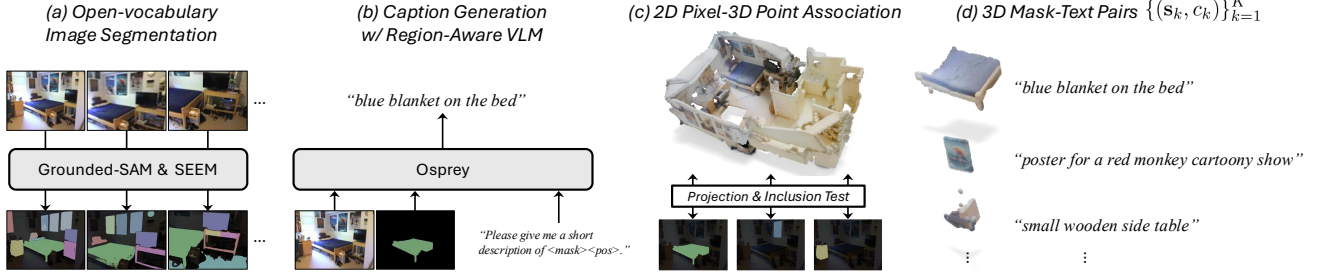 (a) Open-vocabulary
Image Segmentation
...
Grounded-SAM & SEEM
...
(b) Caption Generation
w/ Region-Aware VLM
“blue blanket on the bed”
Osprey
“Please give me a short
description of <mask><pos>.”
(c) 2D Pixel-3D Point Association
Projection & Inclusion Test
(d) 3D Mask-Text Pairs {(s_k, c_k)}_{k=1}^K
“blue blanket on the bed”
“poster for a red monkey cartoony show”
“small wooden side table”
⋮ ⋮